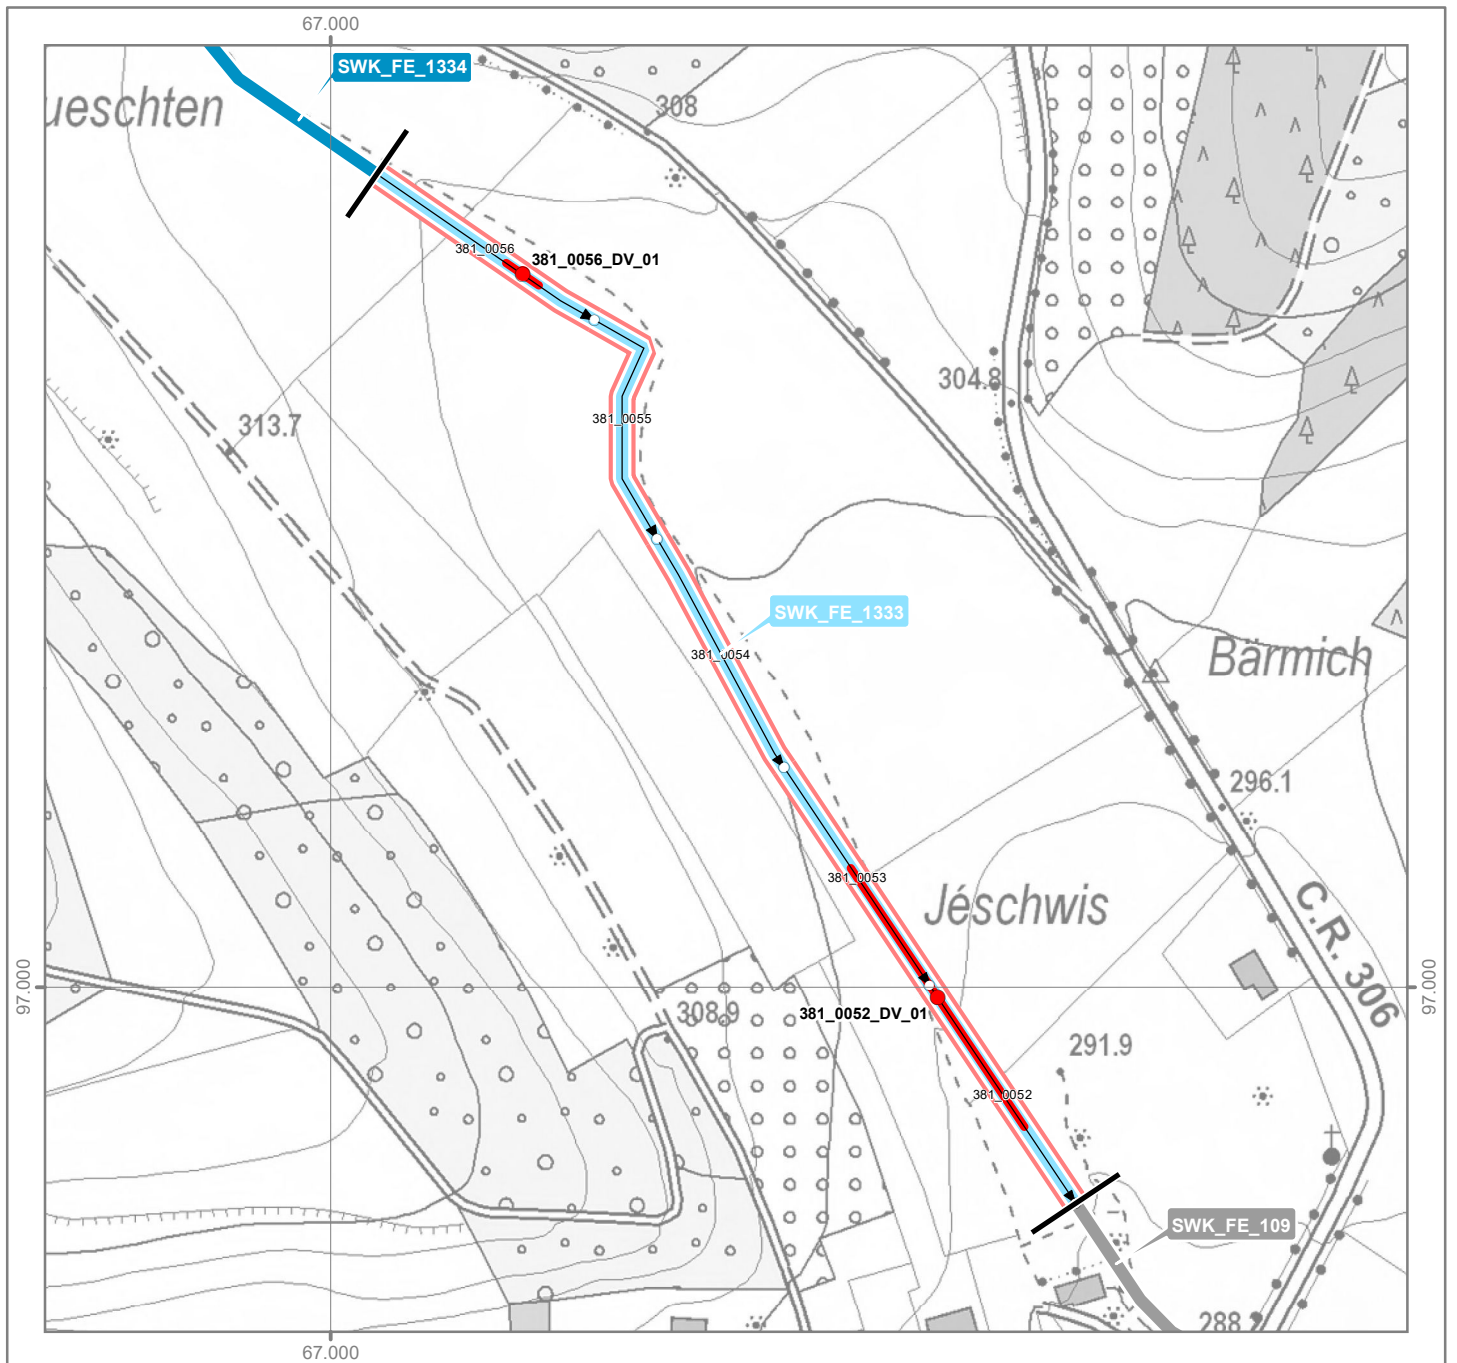 67.000
SWK_FE_1334
ueschten
308
381_0056
381_0056_DV_01
304.8
313.7
381_0055
SWK_FE_1333
381_0054
Bärmich
296.1
381_0053
Jéschwis
C.R. 306
97.000
97.000
308.9
381_0052_DV_01
291.9
381_0052
SWK_FE_109
288
67.000